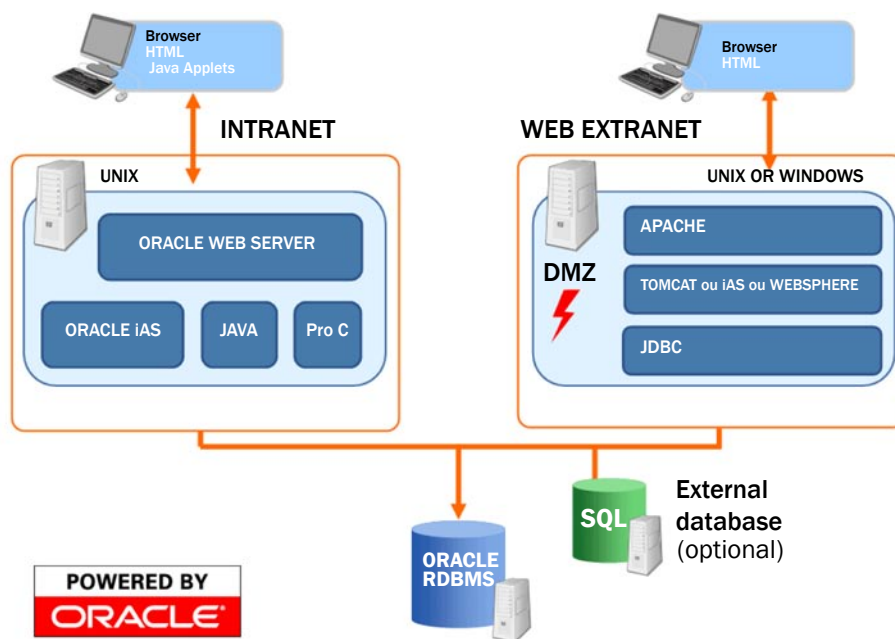 Browser
HTML
Java Applets
Browser
HTML
INTRANET
WEB EXTRANET
UNIX
UNIX OR WINDOWS
ORACLE WEB SERVER
ORACLE iAS
JAVA
Pro C
DMZ
APACHE
TOMCAT ou iAS ou WEBSPHERE
JDBC
SQL
External
database
(optional)
ORACLE
RDBMS
POWERED BY
ORACLE